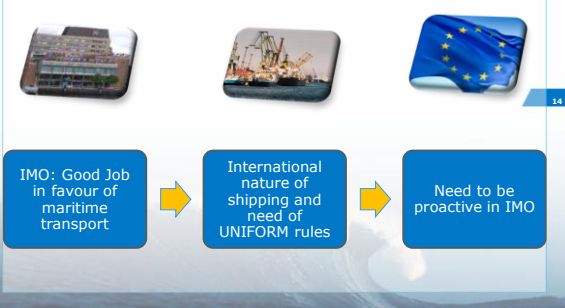 14
IMO: Good Job
in favour of
maritime
transport
International
nature of
shipping and
need of
UNIFORM rules
Need to be
proactive in IMO